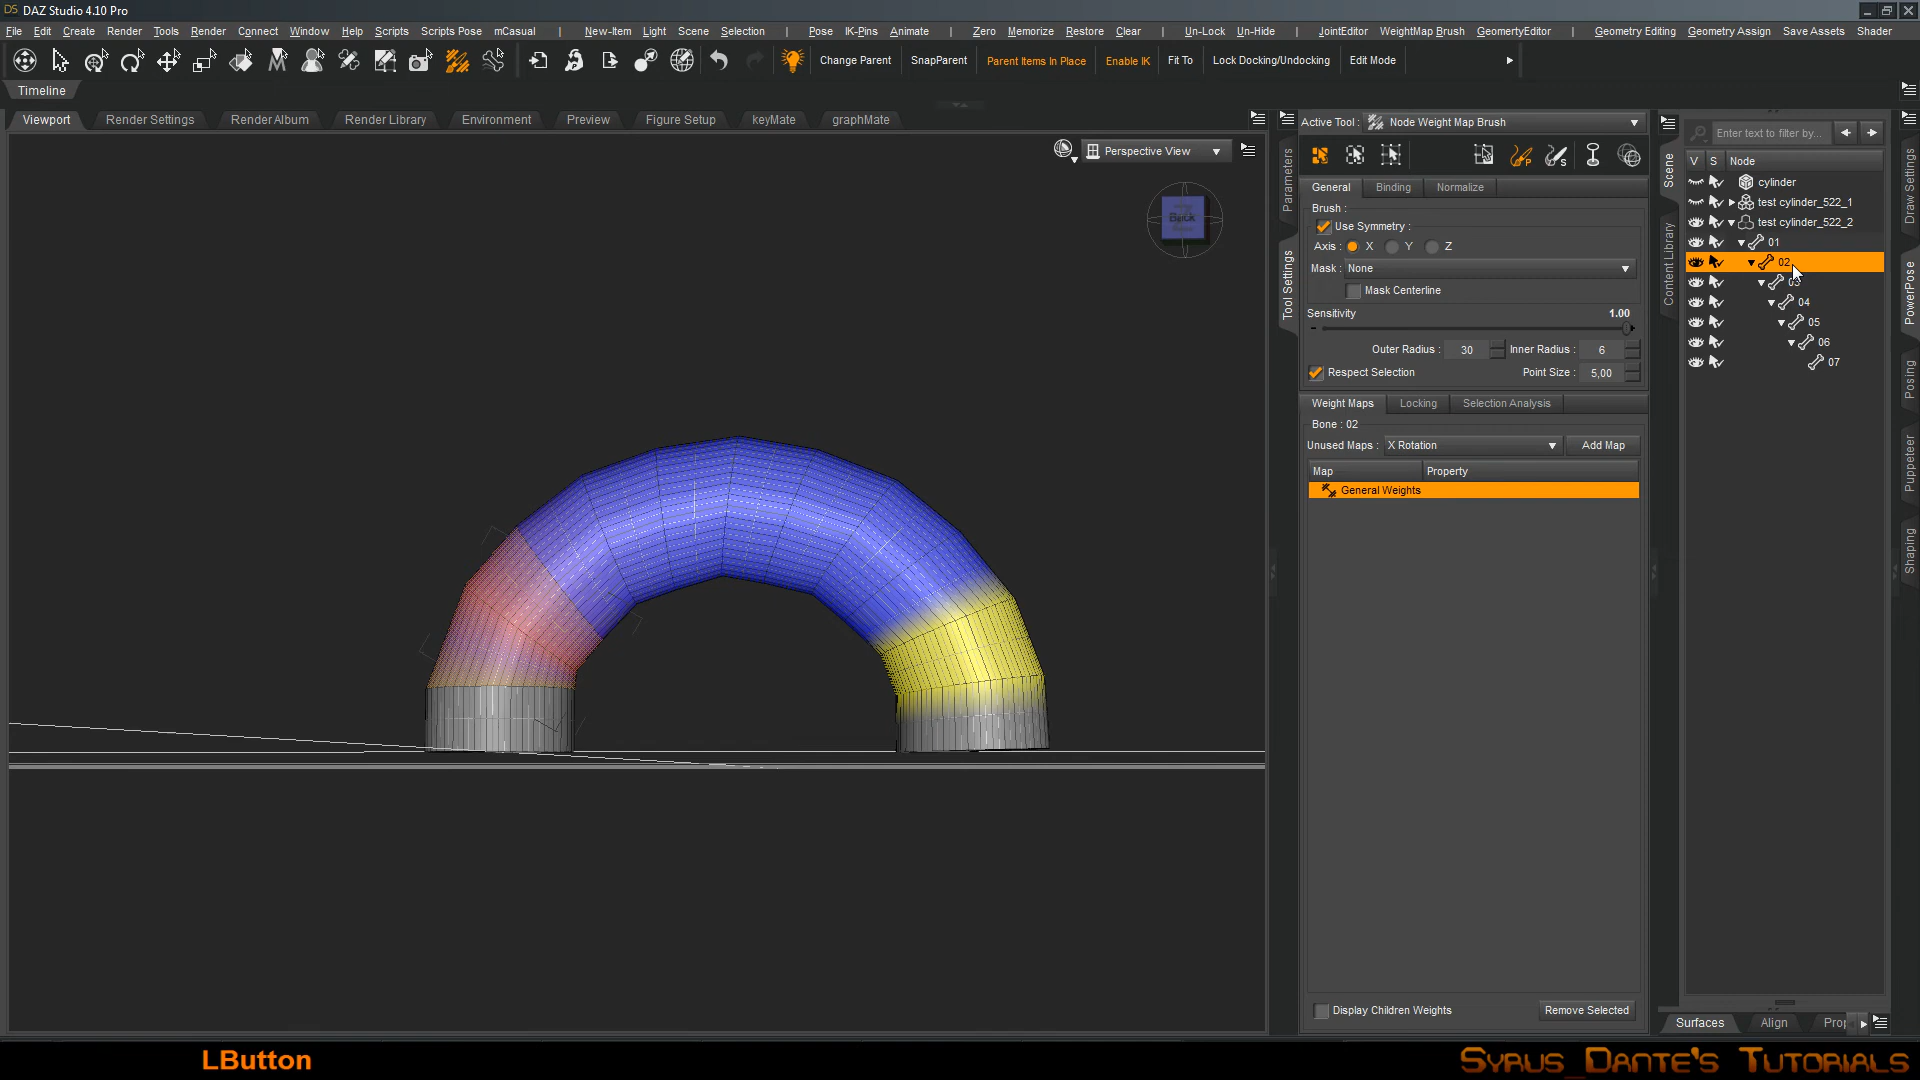 DS DAZ Studio 4.10 Pro
File Edit Create Render Tools Render Connect Window Help Scripts Scripts Pose mCasual | New-Item Light Scene Selection | Pose IK-Pins Animate | Zero Memorize Restore Clear | Un-Lock Un-Hide | JointEditor WeightMap Brush GeomertyEditor | Geometry Editing Geometry Assign Save Assets Shader
Change Parent SnapParent Parent Items In Place Enable IK Fit To Lock Docking/Undocking Edit Mode
Timeline
Viewport Render Settings Render Album Render Library Environment Preview Figure Setup keyMate graphMate
Perspective View
Back
Parameters
Tool Settings
Active Tool : Node Weight Map Brush
General Binding Normalize
Brush :
Use Symmetry :
Axis : X Y Z
Mask : None
Mask Centerline
Sensitivity 1.00
Outer Radius : 30 Inner Radius : 6
Respect Selection Point Size : 5,00
Weight Maps Locking Selection Analysis
Bone : 02
Unused Maps : X Rotation Add Map
Map Property
General Weights
Display Children Weights Remove Selected
Scene
Content Library
Enter text to filter by...
V S Node
cylinder
test cylinder_522_1
test cylinder_522_2
01
02
03
04
05
06
07
Surfaces Align
Draw Settings
PowerPose
Posing
Puppeteer
Shaping
LButton
Syrus_Dante's Tutorials